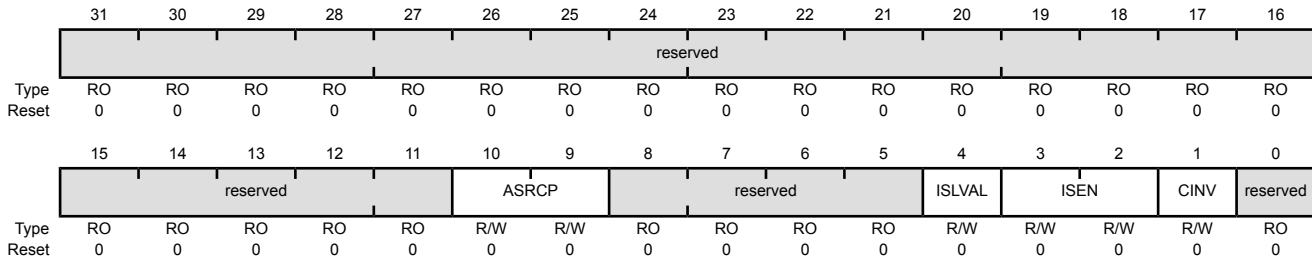 31 30 29 28 27 26 25 24 23 22 21 20 19 18 17 16
reserved
Type RO RO RO RO RO RO RO RO RO RO RO RO RO RO RO RO
Reset 0 0 0 0 0 0 0 0 0 0 0 0 0 0 0 0
15 14 13 12 11 10 9 8 7 6 5 4 3 2 1 0
reserved ASRCP reserved ISLVAL ISEN CINV reserved
Type RO RO RO RO RO R/W R/W RO RO RO RO R/W R/W R/W R/W RO
Reset 0 0 0 0 0 0 0 0 0 0 0 0 0 0 0 0